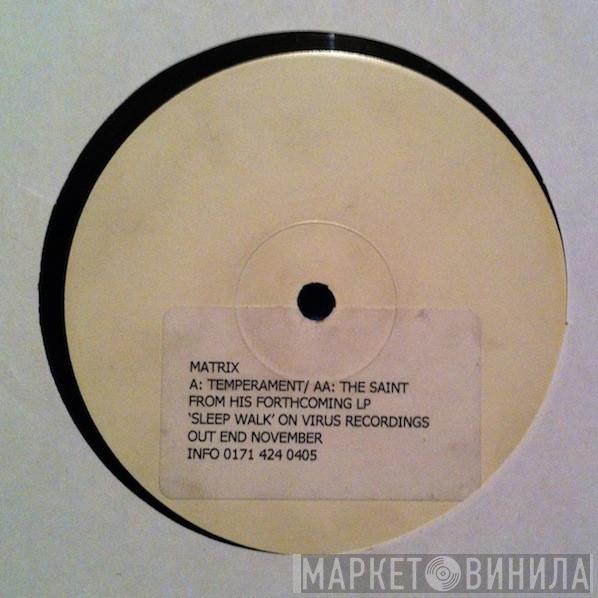 MATRIX
A: TEMPERAMENT/ AA: THE SAINT
FROM HIS FORTHCOMING LP
‘SLEEP WALK’ ON VIRUS RECORDINGS
OUT END NOVEMBER
INFO 0171 424 0405
МАРКЕТ ВИНИЛА